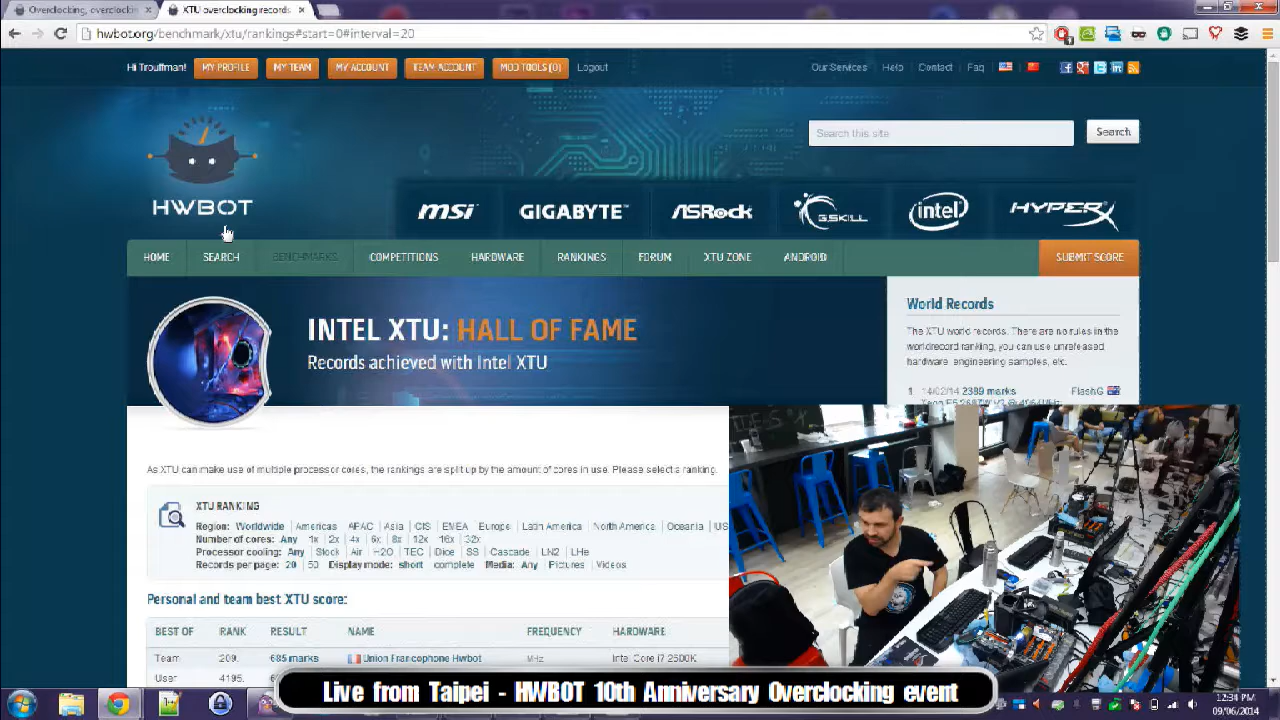 Overclocking, overclocking
XTU overclocking records
hwbot.org/benchmark/xtu/rankings#start=0#interval=20
Hi Trouffman! MY PROFILE MY TEAM MY ACCOUNT TEAM ACCOUNT MOD TOOLS (0) Logout Our Services Help Contact Faq
Search this site Search
HWBOT
msi GIGABYTE ASRock G.SKILL intel HYPERX
HOME SEARCH BENCHMARKS COMPETITIONS HARDWARE RANKINGS FORUM XTU ZONE ANDROID SUBMIT SCORE
INTEL XTU: HALL OF FAME
Records achieved with Intel XTU
World Records
The XTU world records. There are no rules in the
worldrecord ranking, you can use unreleased
hardware, engineering samples, etc.
1 14/02/14 2389 marks FlashG
As XTU can make use of multiple processor cores, the rankings are split up by the amount of cores in use. Please select a ranking.
XTU RANKING
Region: Worldwide | Americas | APAC | Asia | CIS | EMEA | Europe | Latin America | North America | Oceania | US
Number of cores: Any | 1x | 2x | 4x | 6x | 8x | 12x | 16x | 32x
Processor cooling: Any | Stock | Air | H2O | TEC | Dice | SS | Cascade | LN2 | LHe
Records per page: 20 | 50 Display mode: short | complete Media: Any | Pictures | Videos
Personal and team best XTU score:
BEST OF RANK RESULT NAME FREQUENCY HARDWARE
Team 209. 685 marks Union Francophone Hwbot MHz Intel Core i7 2600K
User 4195.
Live from Taipei - HWBOT 10th Anniversary Overclocking event
12:34 PM
09/06/2014